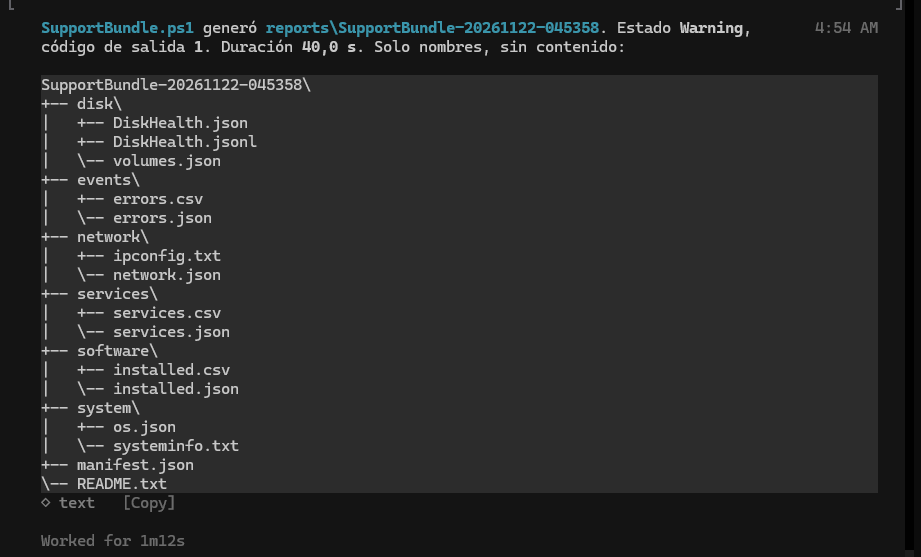 SupportBundle.ps1 generó reports\SupportBundle-20261122-045358. Estado Warning, 4:54 AM
código de salida 1. Duración 40,0 s. Solo nombres, sin contenido:
SupportBundle-20261122-045358\
+-- disk\
|   +-- DiskHealth.json
|   +-- DiskHealth.jsonl
|   \-- volumes.json
+-- events\
|   +-- errors.csv
|   \-- errors.json
+-- network\
|   +-- ipconfig.txt
|   \-- network.json
+-- services\
|   +-- services.csv
|   \-- services.json
+-- software\
|   +-- installed.csv
|   \-- installed.json
+-- system\
|   +-- os.json
|   \-- systeminfo.txt
+-- manifest.json
\-- README.txt
◇ text   [Copy]
Worked for 1m12s